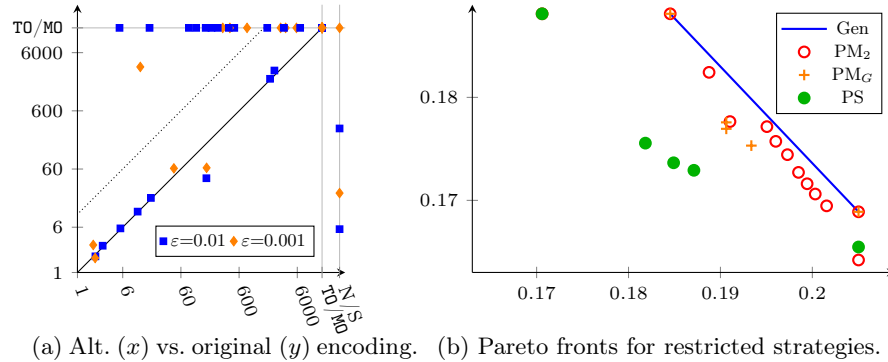 TO/MO
6000
600
60
6
1
1
6
60
600
6000
TO/MO
N/S
ε=0.01
ε=0.001
(a) Alt. (x) vs. original (y) encoding.
0.18
0.17
0.17
0.18
0.19
0.2
Gen
PM₂
PM_G
PS
(b) Pareto fronts for restricted strategies.